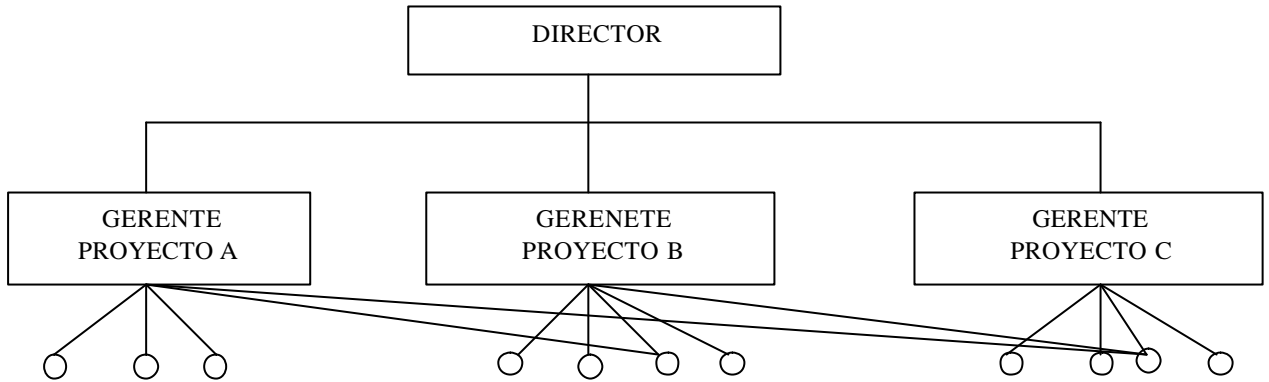 DIRECTOR
GERENTE
PROYECTO A
GERENETE
PROYECTO B
GERENTE
PROYECTO C